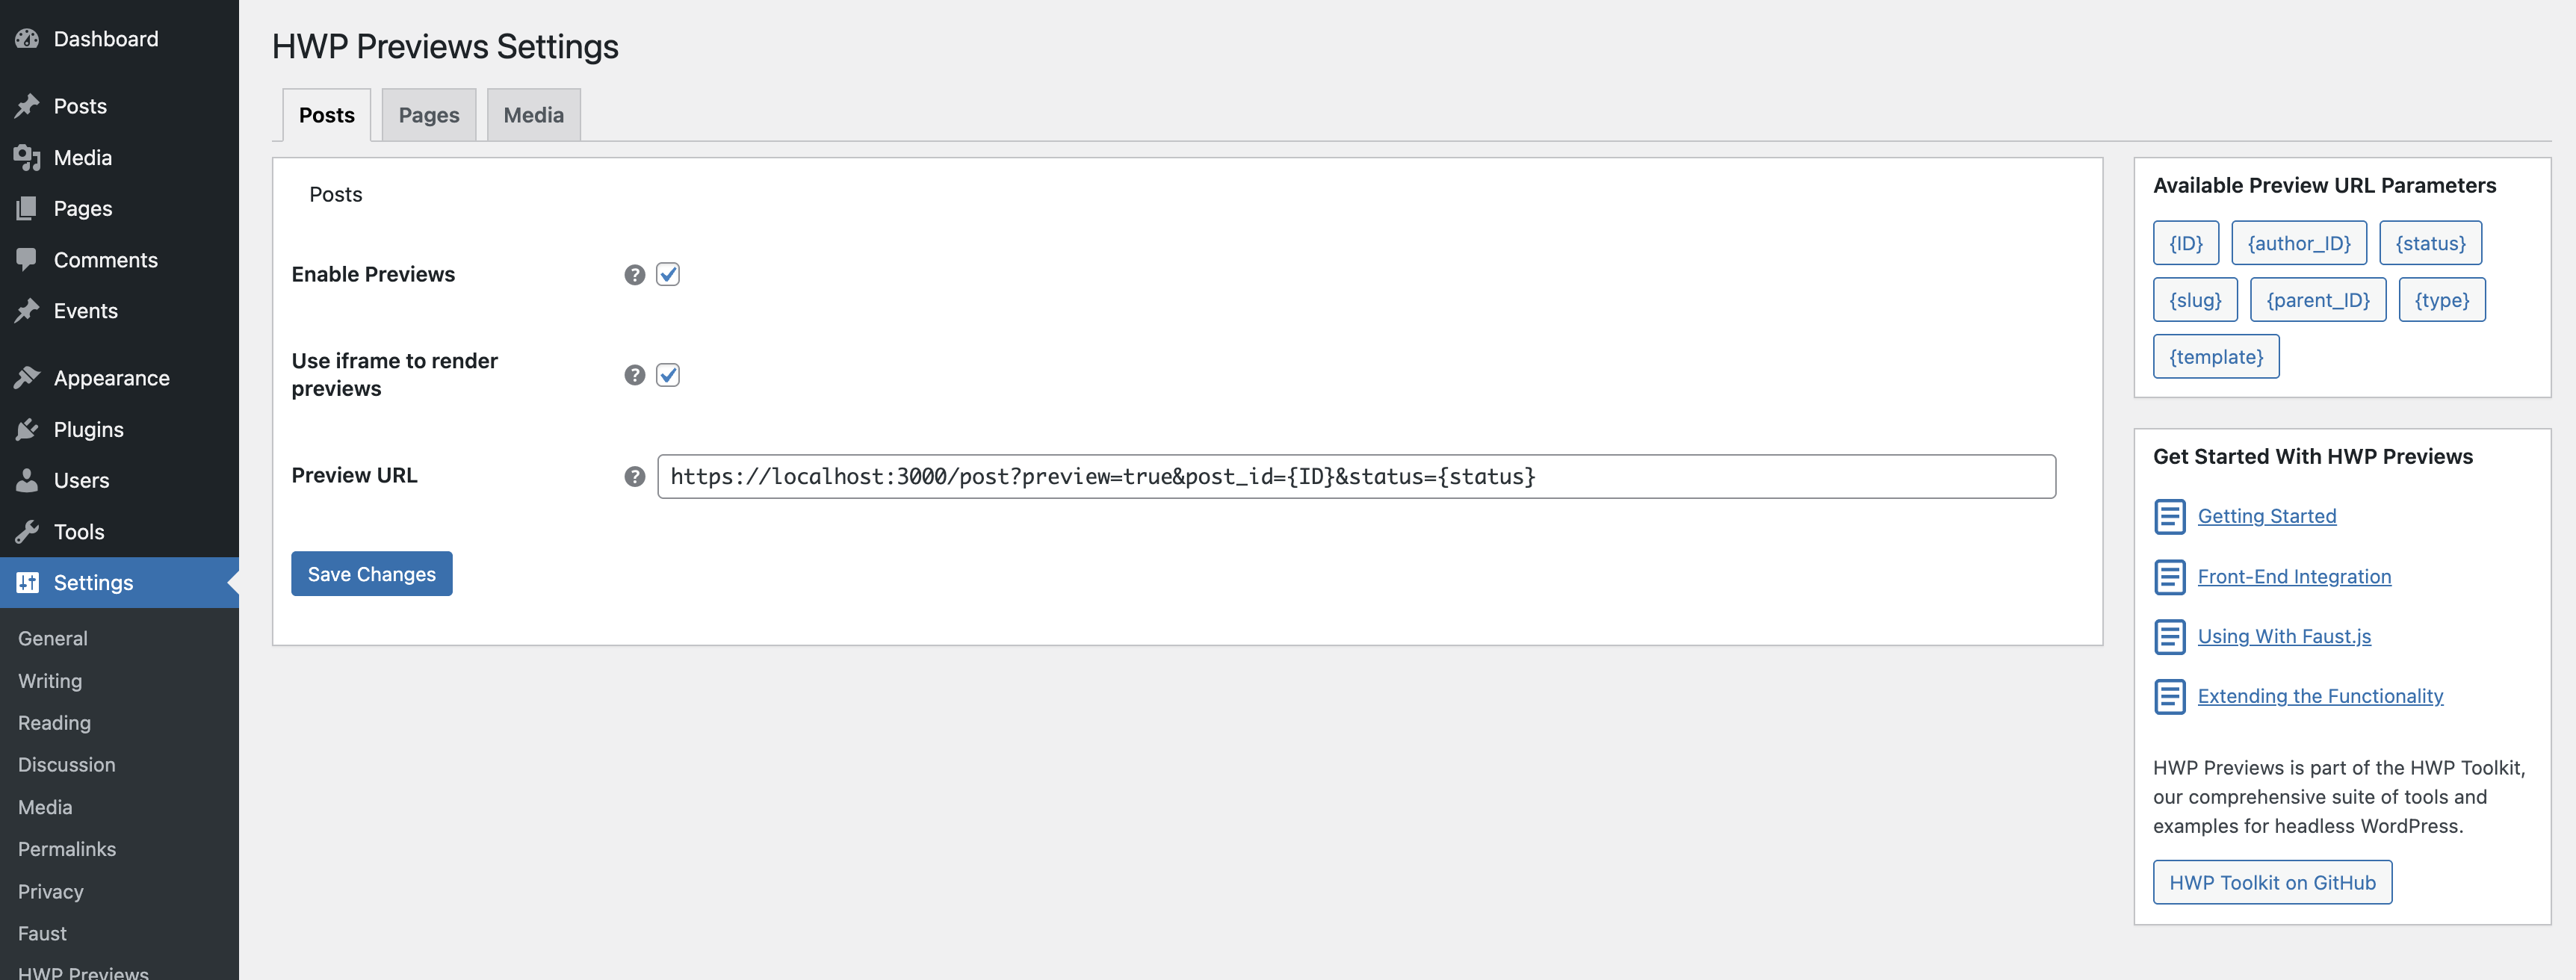 Dashboard
Posts
Media
Pages
Comments
Events
Appearance
Plugins
Users
Tools
Settings
General
Writing
Reading
Discussion
Media
Permalinks
Privacy
Faust
HWP Previews
HWP Previews Settings
Posts Pages Media
Posts
Enable Previews ?
Use iframe to render
previews ?
Preview URL ? https://localhost:3000/post?preview=true&post_id={ID}&status={status}
Save Changes
Available Preview URL Parameters
{ID} {author_ID} {status}
{slug} {parent_ID} {type}
{template}
Get Started With HWP Previews
Getting Started
Front-End Integration
Using With Faust.js
Extending the Functionality
HWP Previews is part of the HWP Toolkit,
our comprehensive suite of tools and
examples for headless WordPress.
HWP Toolkit on GitHub